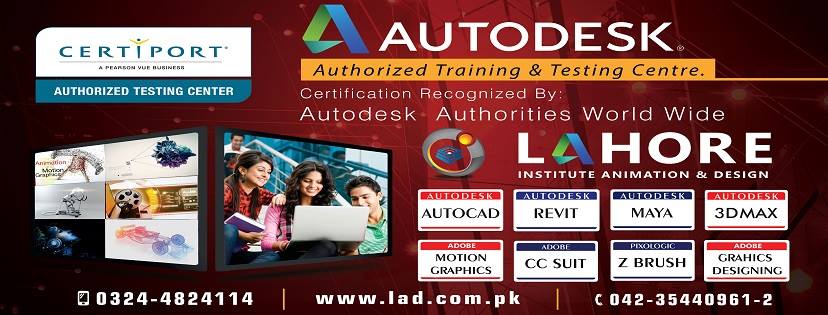 CERTIPORT
A PEARSON VUE BUSINESS
AUTHORIZED TESTING CENTER
AUTODESK®
Authorized Training & Testing Centre.
Certification Recognized By:
Autodesk Authorities World Wide
LAHORE
INSTITUTE ANIMATION & DESIGN
Animation
Motion
Graphics
AUTODESK
AUTOCAD
AUTODESK
REVIT
AUTODESK
MAYA
AUTODESK
3DMAX
ADOBE
MOTION
GRAPHICS
ADOBE
CC SUIT
PIXOLOGIC
Z BRUSH
ADOBE
GRAHICS
DESIGNING
0324-4824114
www.lad.com.pk
042-35440961-2